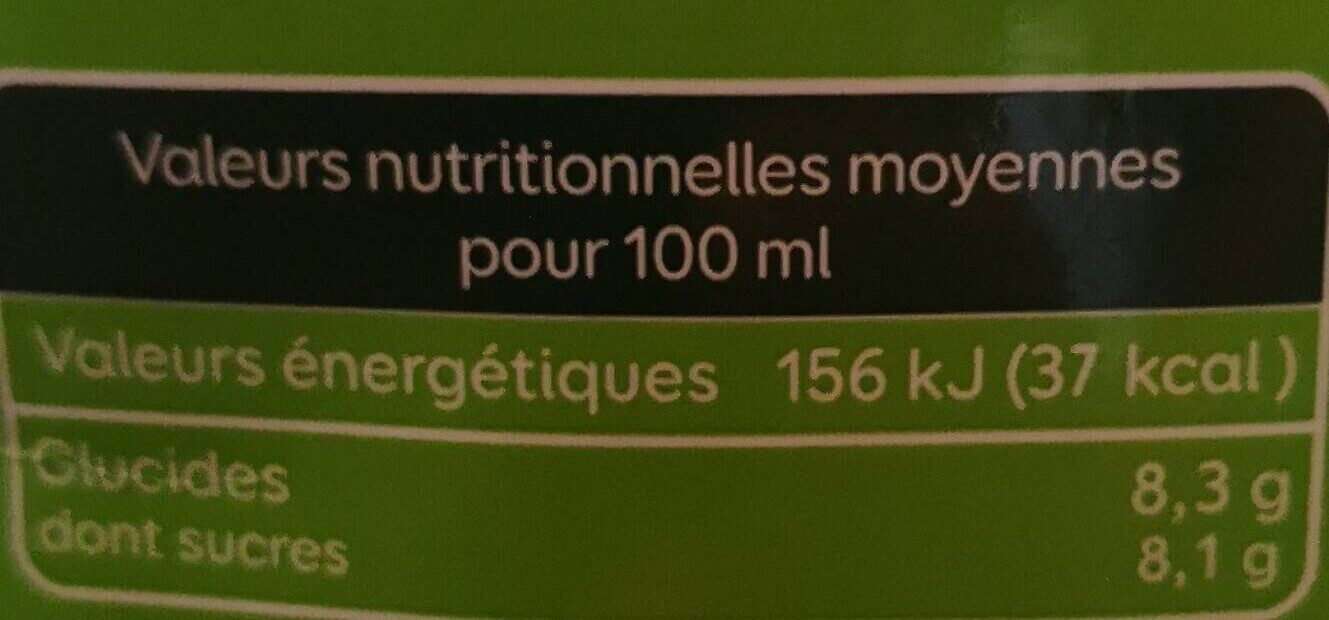 Valeurs nutritionnelles moyennes
pour 100 ml
Valeurs énergétiques 156 kJ (37 kcal)
Glucides 8,3 g
dont sucres 8,1 g